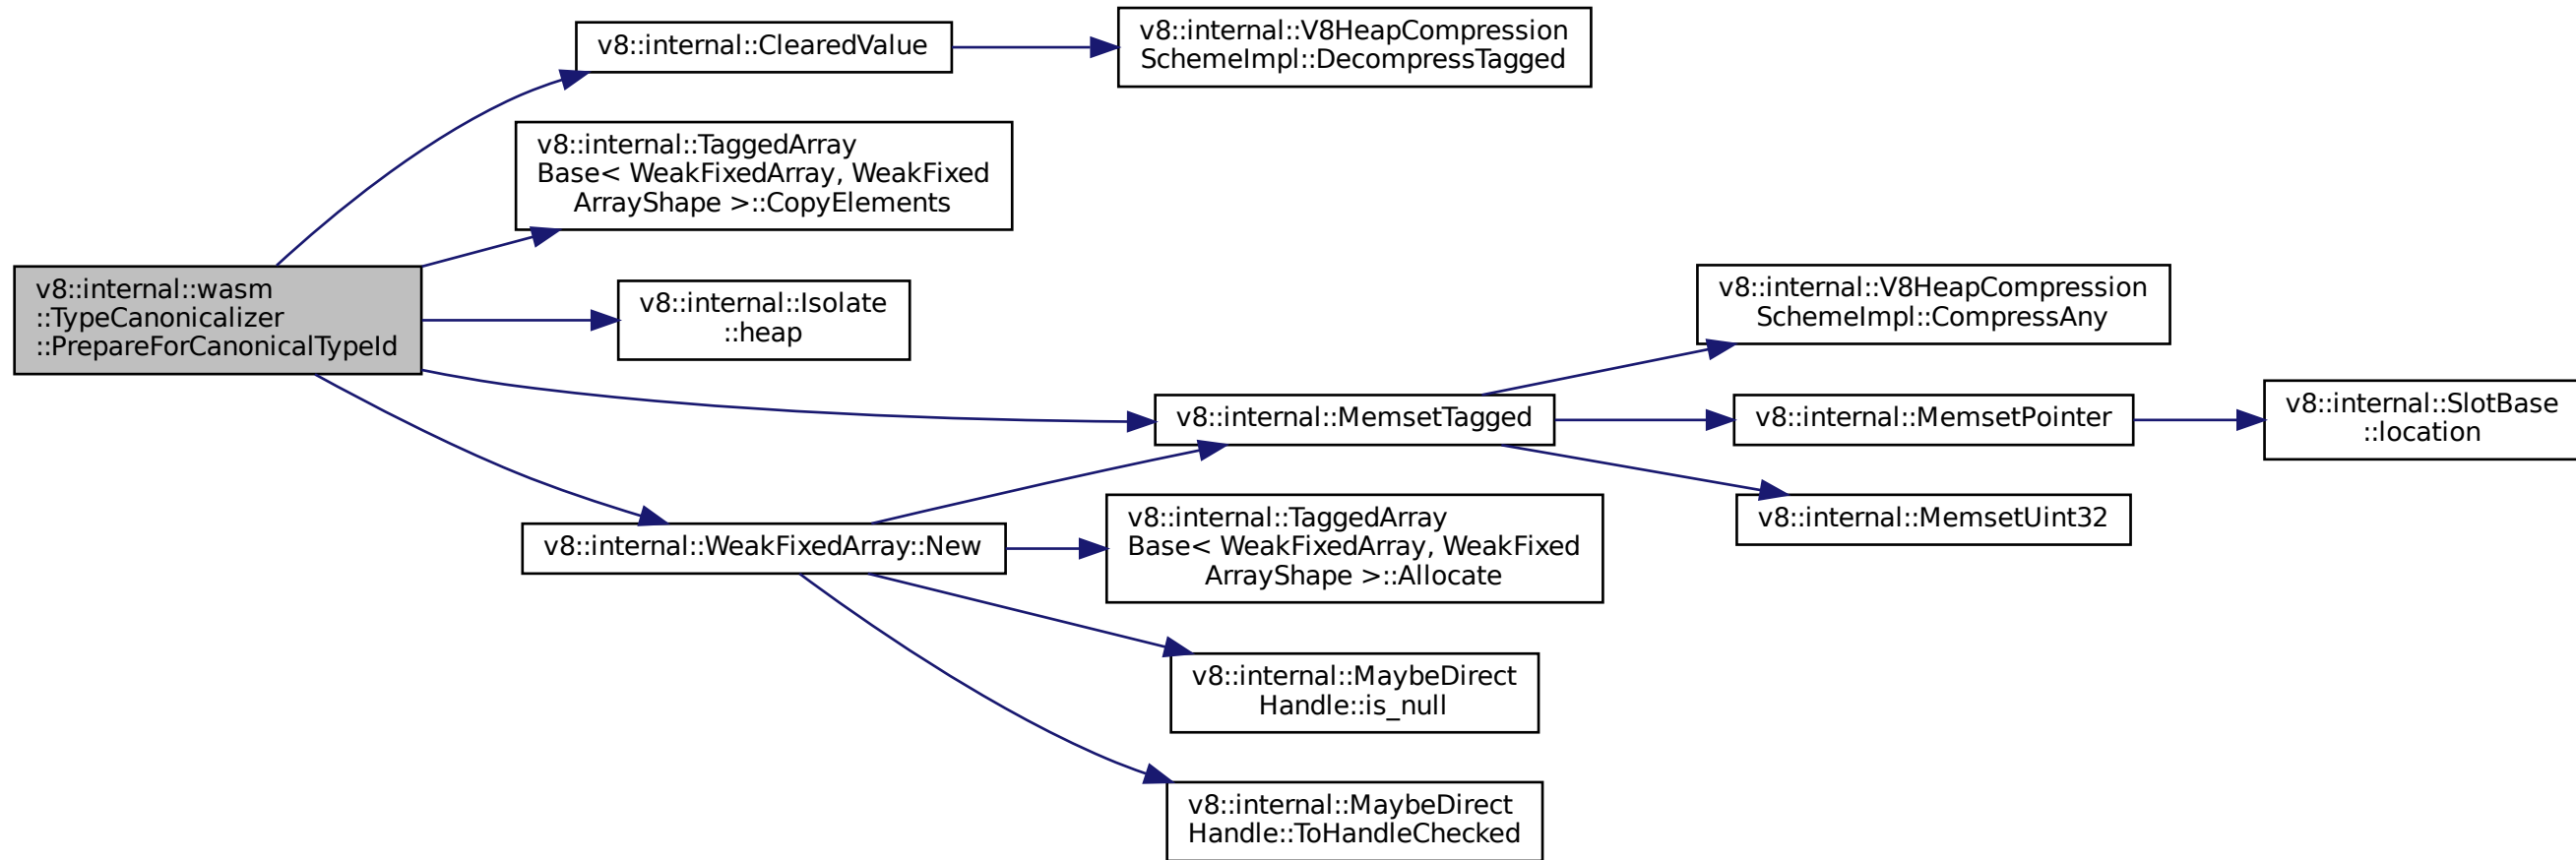 v8::internal::wasm
::TypeCanonicalizer
::PrepareForCanonicalTypeId
v8::internal::ClearedValue
v8::internal::V8HeapCompression
SchemeImpl::DecompressTagged
v8::internal::TaggedArray
Base< WeakFixedArray, WeakFixed
ArrayShape >::CopyElements
v8::internal::Isolate
::heap
v8::internal::MemsetTagged
v8::internal::V8HeapCompression
SchemeImpl::CompressAny
v8::internal::MemsetPointer
v8::internal::SlotBase
::location
v8::internal::MemsetUint32
v8::internal::WeakFixedArray::New
v8::internal::TaggedArray
Base< WeakFixedArray, WeakFixed
ArrayShape >::Allocate
v8::internal::MaybeDirect
Handle::is_null
v8::internal::MaybeDirect
Handle::ToHandleChecked